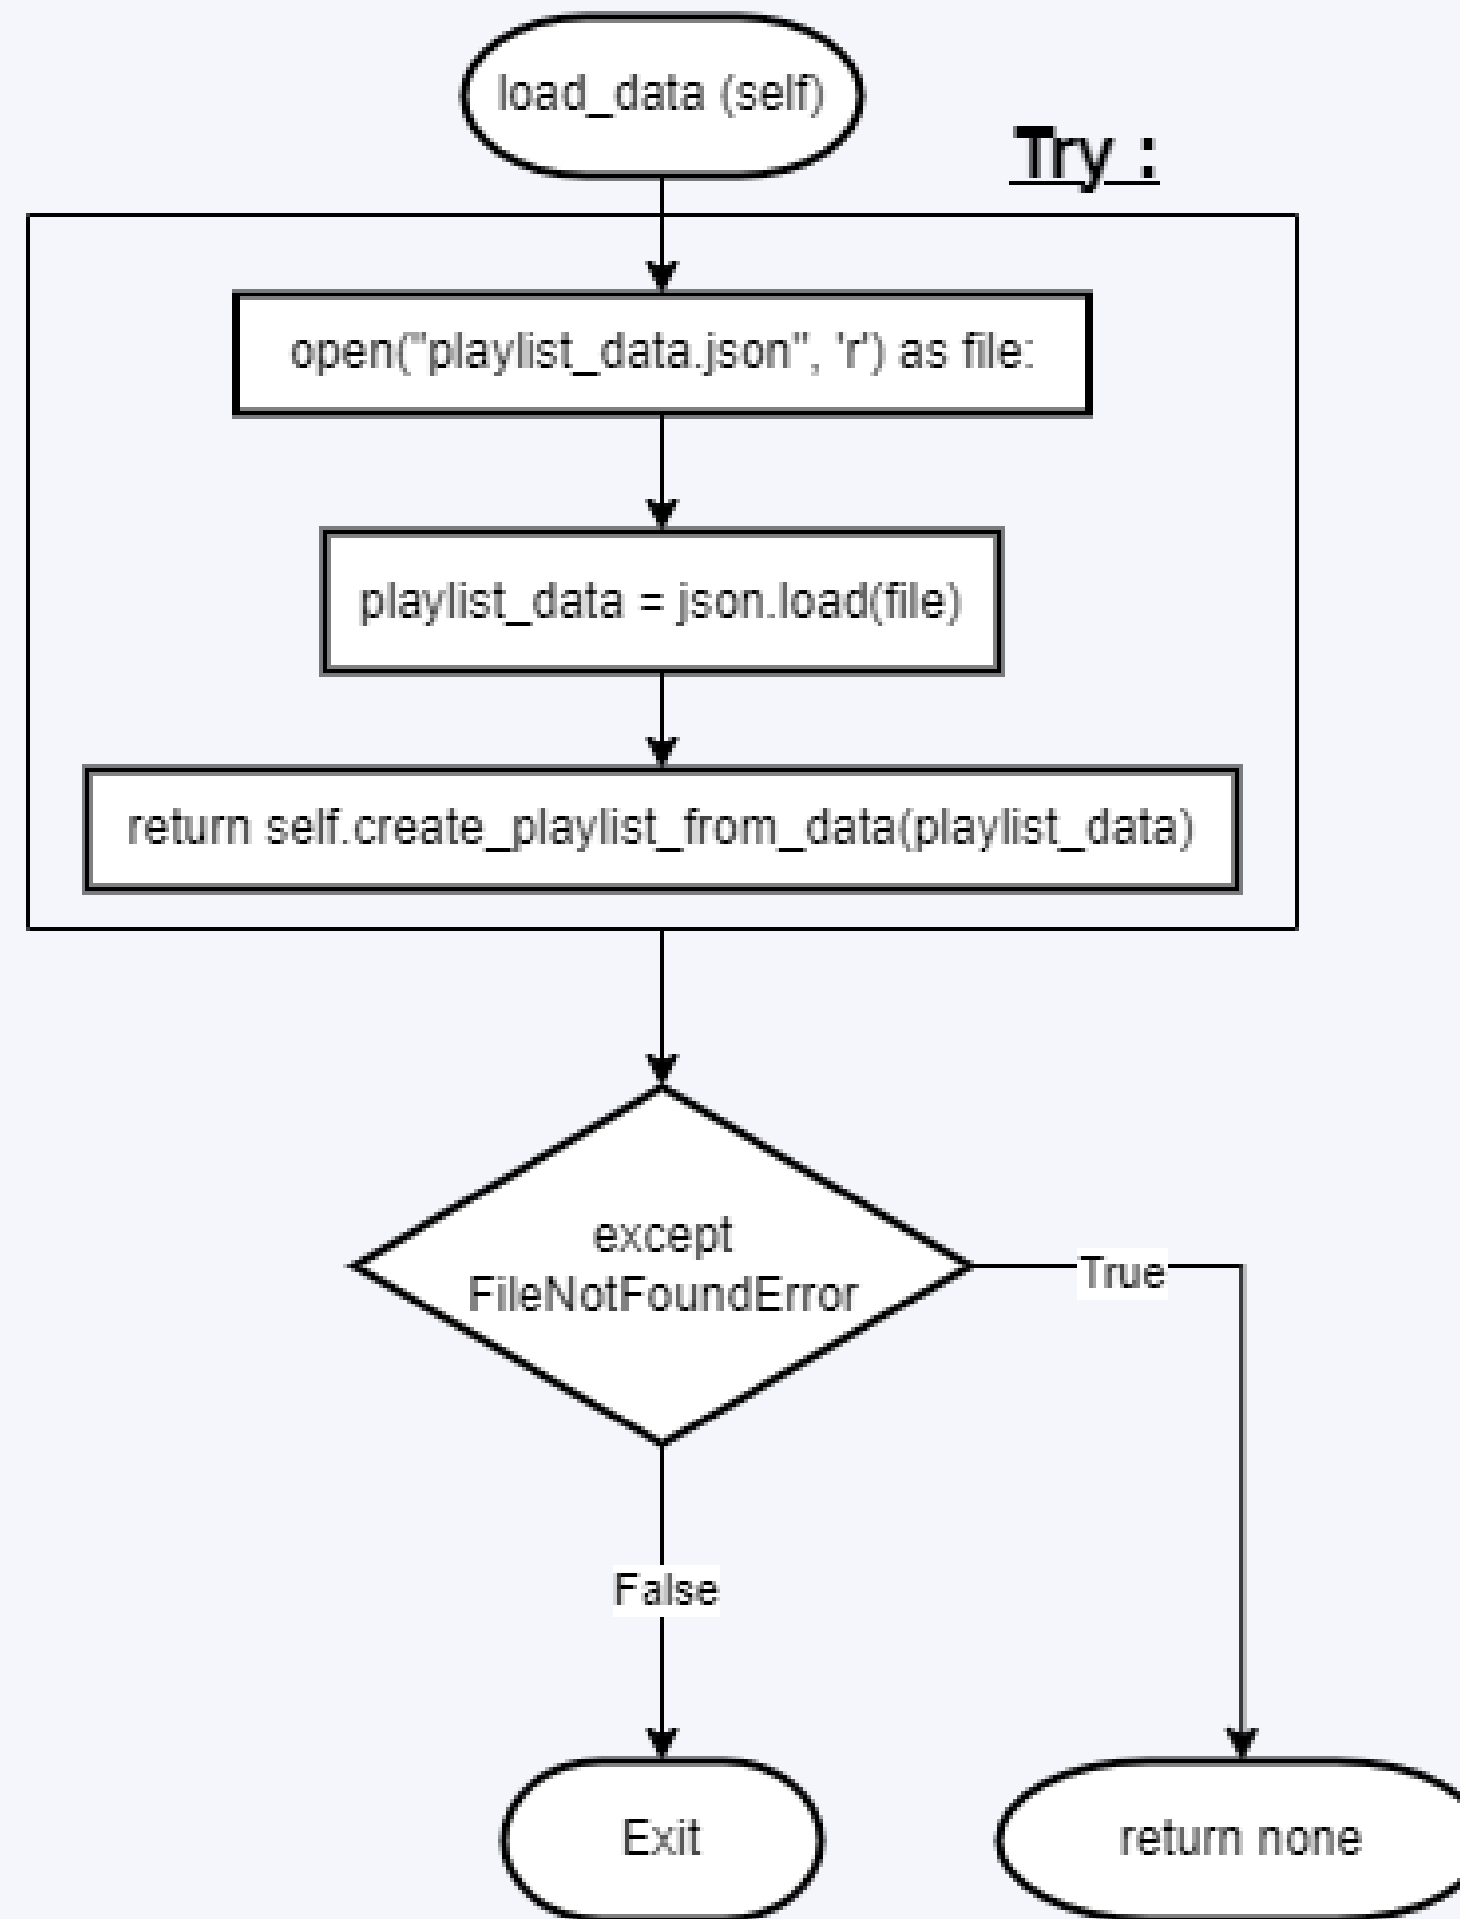 load_data (self)
Try :
open("playlist_data.json", 'r') as file:
playlist_data = json.load(file)
return self.create_playlist_from_data(playlist_data)
except
FileNotFoundError
True
False
Exit
return none